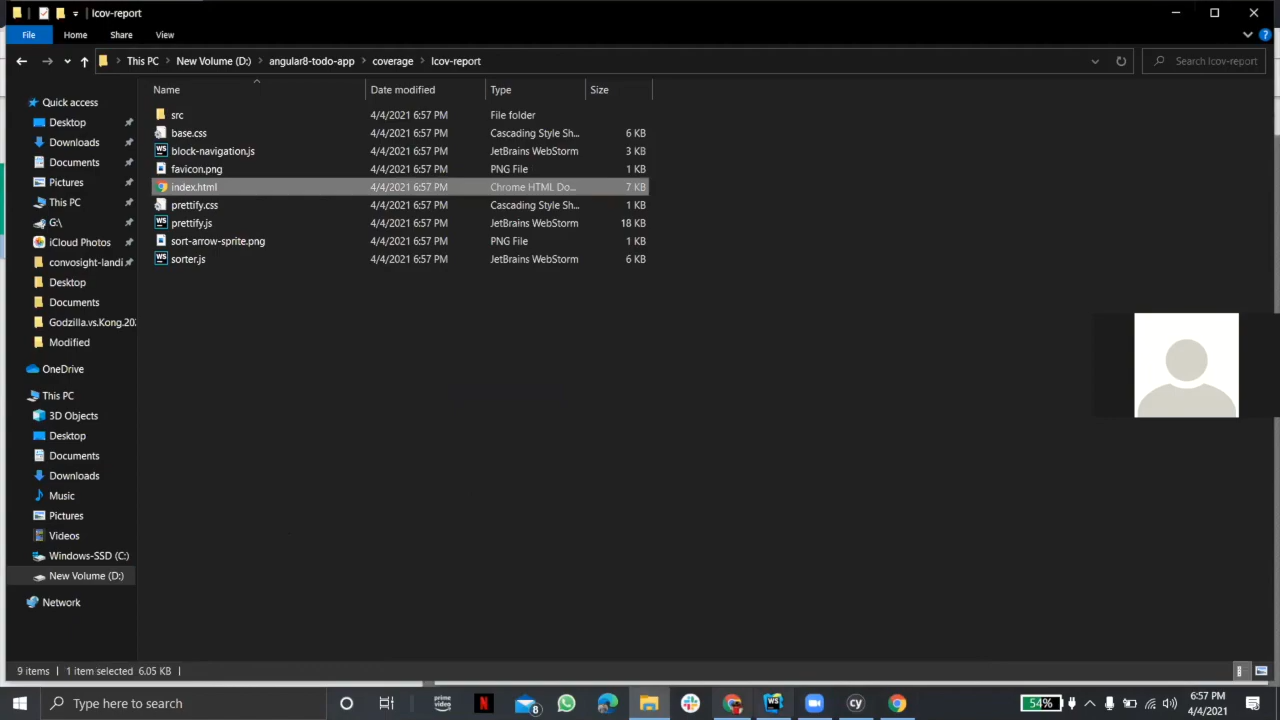 lcov-report
File Home Share View
This PC New Volume (D:) angular8-todo-app coverage lcov-report Search lcov-report
Name Date modified Type Size
Quick access
Desktop
Downloads
Documents
Pictures
This PC
G:\
iCloud Photos
convosight-landi
Desktop
Documents
Godzilla.vs.Kong.20
Modified
OneDrive
This PC
3D Objects
Desktop
Documents
Downloads
Music
Pictures
Videos
Windows-SSD (C:)
New Volume (D:)
Network
src 4/4/2021 6:57 PM File folder
base.css 4/4/2021 6:57 PM Cascading Style Sh... 6 KB
block-navigation.js 4/4/2021 6:57 PM JetBrains WebStorm 3 KB
favicon.png 4/4/2021 6:57 PM PNG File 1 KB
index.html 4/4/2021 6:57 PM Chrome HTML Do... 7 KB
prettify.css 4/4/2021 6:57 PM Cascading Style Sh... 1 KB
prettify.js 4/4/2021 6:57 PM JetBrains WebStorm 18 KB
sort-arrow-sprite.png 4/4/2021 6:57 PM PNG File 1 KB
sorter.js 4/4/2021 6:57 PM JetBrains WebStorm 6 KB
9 items 1 item selected 6.05 KB
Type here to search
prime video
N
8
WS
cy
54%
6:57 PM
4/4/2021